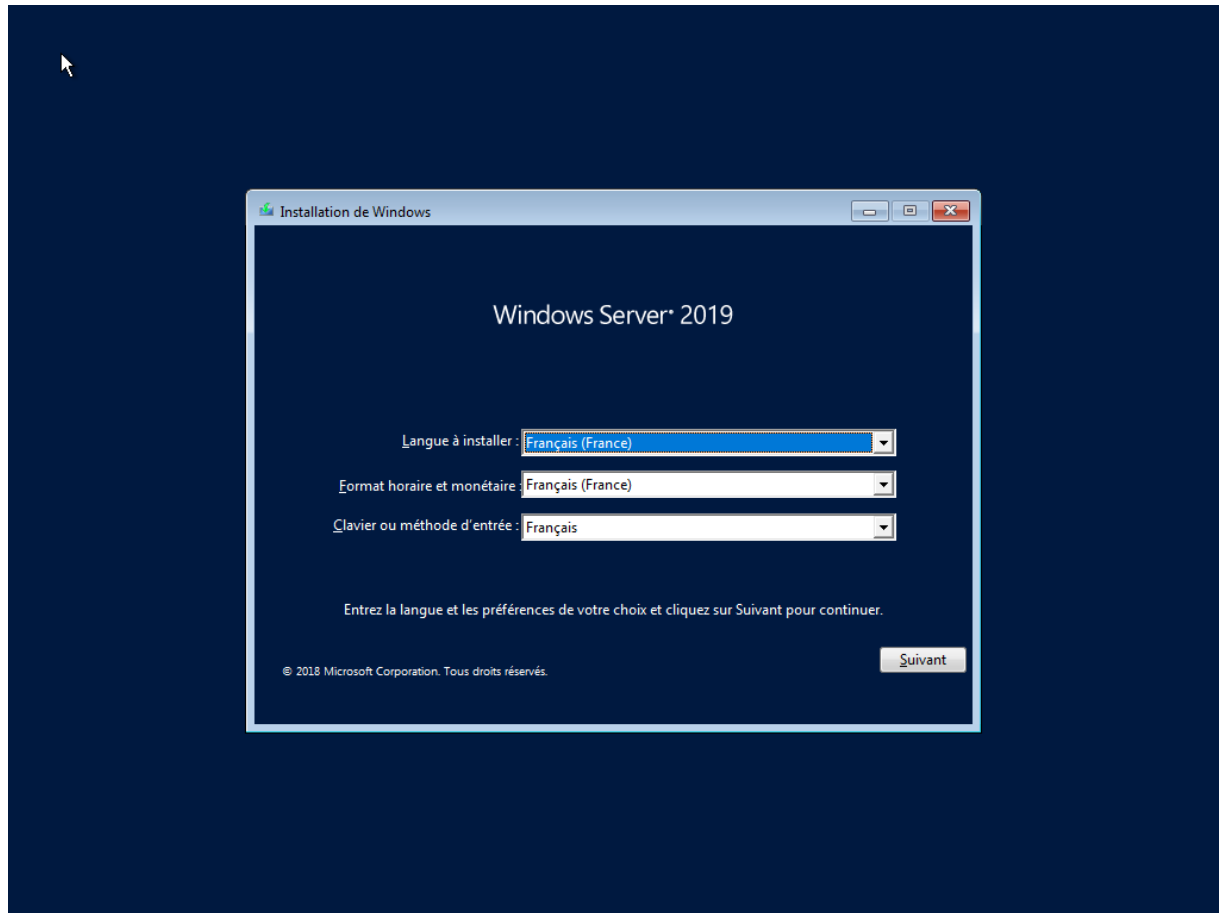 Installation de Windows
Windows Server® 2019
Langue à installer : Français (France)
Format horaire et monétaire : Français (France)
Clavier ou méthode d'entrée : Français
Entrez la langue et les préférences de votre choix et cliquez sur Suivant pour continuer.
Suivant
© 2018 Microsoft Corporation. Tous droits réservés.